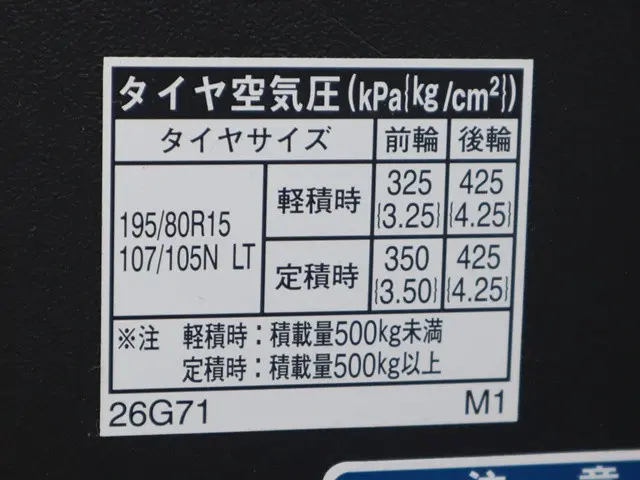 タイヤ空気圧(kPa{kg/cm²})
タイヤサイズ 前輪 後輪
195/80R15 107/105N LT 軽積時 325 {3.25} 425 {4.25}
定積時 350 {3.50} 425 {4.25}
※注 軽積時：積載量500kg未満
定積時：積載量500kg以上
26G71 M1
注 意